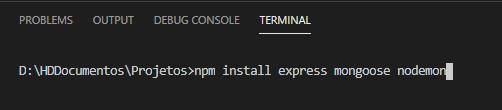 PROBLEMS OUTPUT DEBUG CONSOLE TERMINAL
D:\HDDocumentos\Projetos>npm install express mongoose nodemon